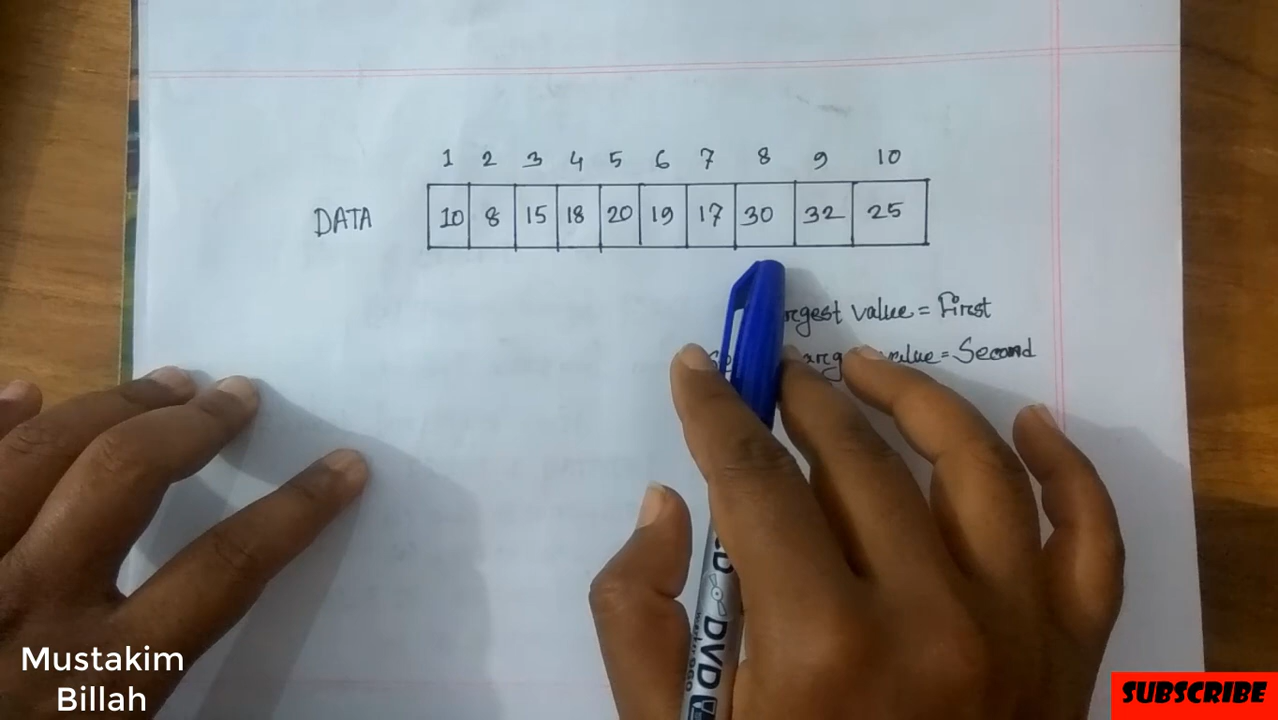 1 2 3 4 5 6 7 8 9 10
DATA 10 8 15 18 20 19 17 30 32 25
value = First
value = Second
DVD
Mustakim
Billah
SUBSCRIBE